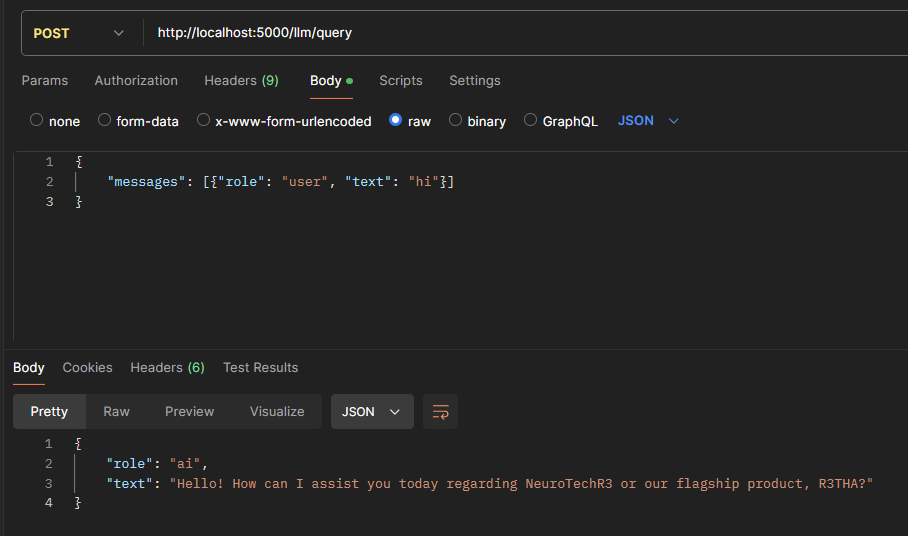 POST http://localhost:5000/llm/query
Params Authorization Headers (9) Body Scripts Settings
none form-data x-www-form-urlencoded raw binary GraphQL JSON
1 {
2 "messages": [{"role": "user", "text": "hi"}]
3 }
Body Cookies Headers (6) Test Results
Pretty Raw Preview Visualize JSON
1 {
2 "role": "ai",
3 "text": "Hello! How can I assist you today regarding NeuroTechR3 or our flagship product, R3THA?"
4 }